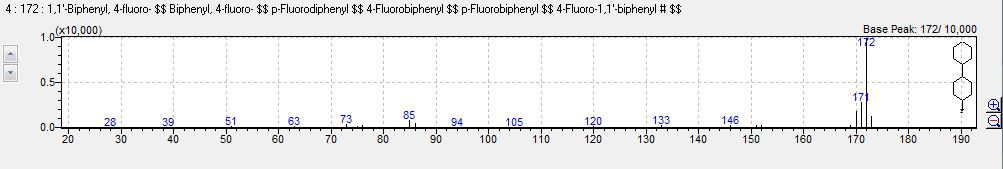 4 : 172 : 1,1'-Biphenyl, 4-fluoro- $$ Biphenyl, 4-fluoro- $$ p-Fluorodiphenyl $$ 4-Fluorobiphenyl $$ p-Fluorobiphenyl $$ 4-Fluoro-1,1'-biphenyl # $$
(x10,000) Base Peak: 172/ 10,000
1.0 172
0.5
171
28 39 51 63 73 85 94 105 120 133 146
0.0
20 30 40 50 60 70 80 90 100 110 120 130 140 150 160 170 180 190